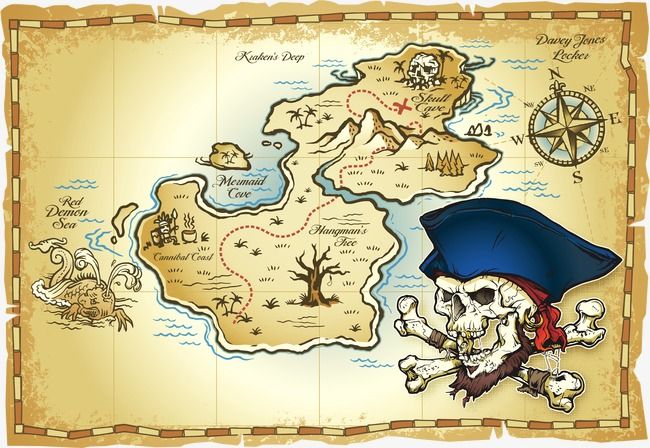 Kraken's Deep
Davey Jones
Locker
Skull
Cave
N
NW
NE
W
E
SW
SE
S
Mermaid
Cove
Red
Demon
Sea
Hangman's
Tree
Cannibal Coast